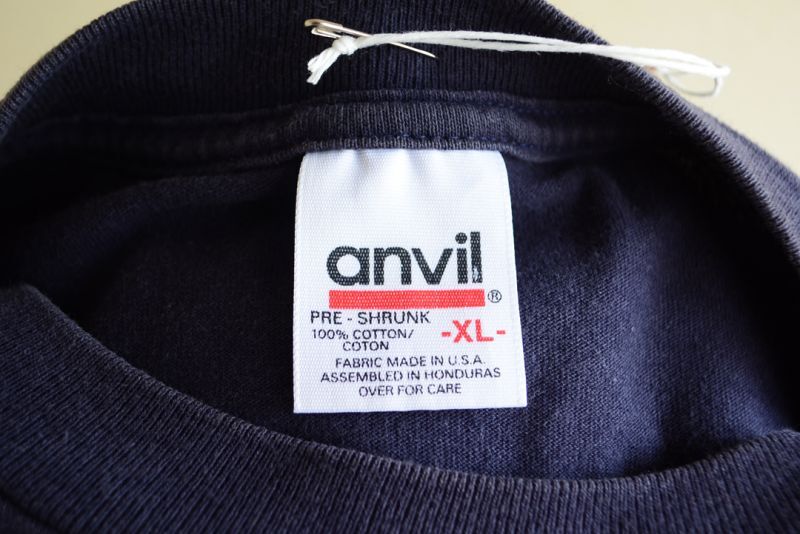 anvil®
PRE - SHRUNK
100% COTTON/
COTON
-XL-
FABRIC MADE IN U.S.A.
ASSEMBLED IN HONDURAS
OVER FOR CARE